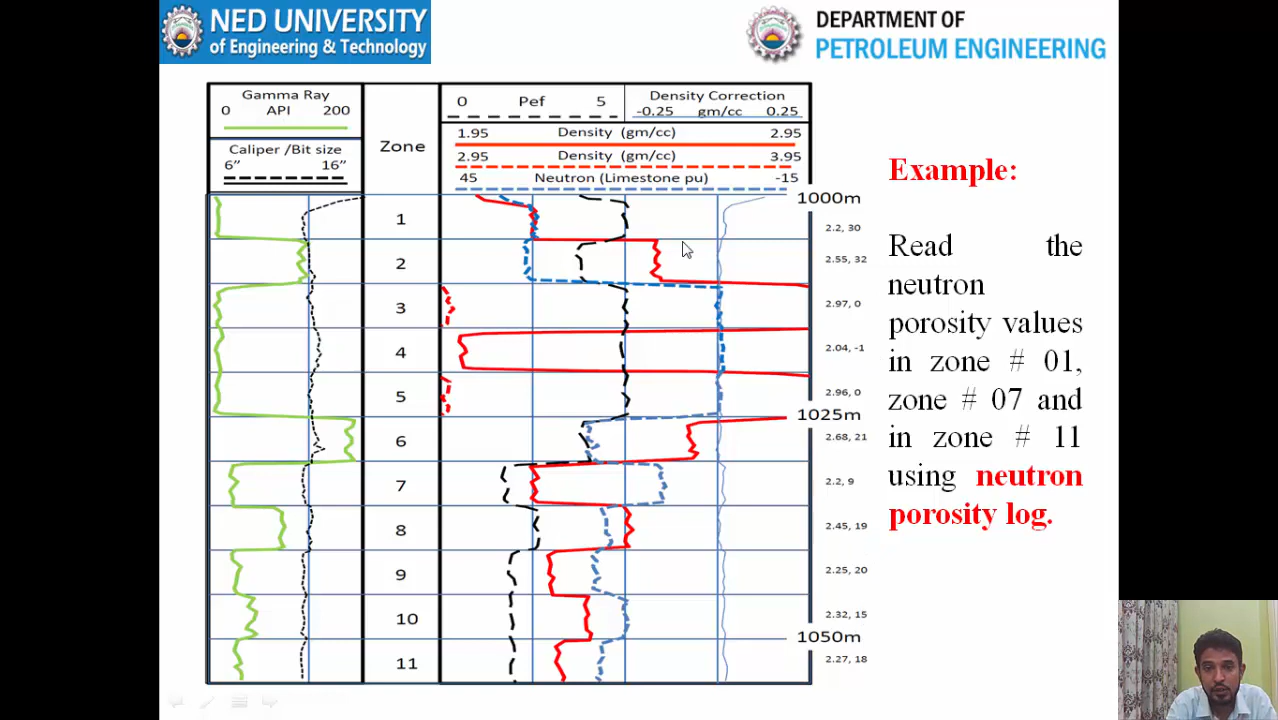 NED UNIVERSITY
of Engineering & Technology
DEPARTMENT OF
PETROLEUM ENGINEERING
Gamma Ray
0 API 200
Caliper /Bit size
6” 16”
Zone
0 Pef 5
Density Correction
-0.25 gm/cc 0.25
1.95 Density (gm/cc) 2.95
2.95 Density (gm/cc) 3.95
45 Neutron (Limestone pu) -15
1000m
1
2.2, 30
2
2.55, 32
3
2.97, 0
4
2.04, -1
5
2.96, 0
1025m
6
2.68, 21
7
2.2, 9
8
2.45, 19
9
2.25, 20
10
2.32, 15
1050m
11
2.27, 18
Example:
Read the
neutron
porosity values
in zone # 01,
zone # 07 and
in zone # 11
using neutron
porosity log.